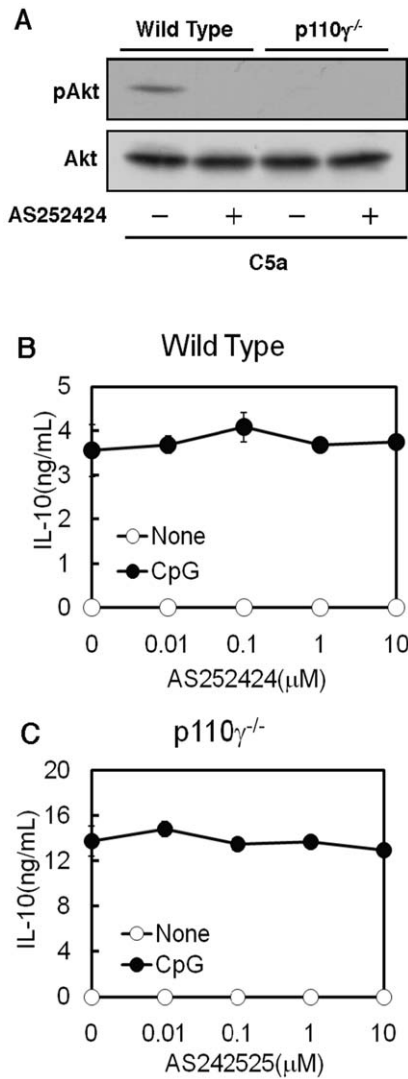 A
Wild Type p110γ-/-
pAkt
Akt
AS252424 − + − +
C5a
B Wild Type
5
4
3
2
1
0
IL-10(ng/mL)
None
CpG
0 0.01 0.1 1 10
AS252424(μM)
C p110γ-/-
20
16
12
8
4
0
IL-10(ng/mL)
None
CpG
0 0.01 0.1 1 10
AS242525(μM)